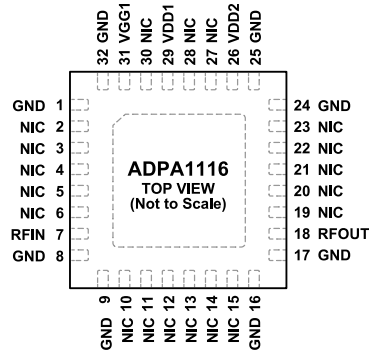 32 GND
31 VGG1
30 NIC
29 VDD1
28 NIC
27 NIC
26 VDD2
25 GND
GND 1
NIC 2
NIC 3
NIC 4
NIC 5
NIC 6
RFIN 7
GND 8
ADPA1116
TOP VIEW
(Not to Scale)
24 GND
23 NIC
22 NIC
21 NIC
20 NIC
19 NIC
18 RFOUT
17 GND
GND 9
NIC 10
NIC 11
NIC 12
NIC 13
NIC 14
NIC 15
GND 16